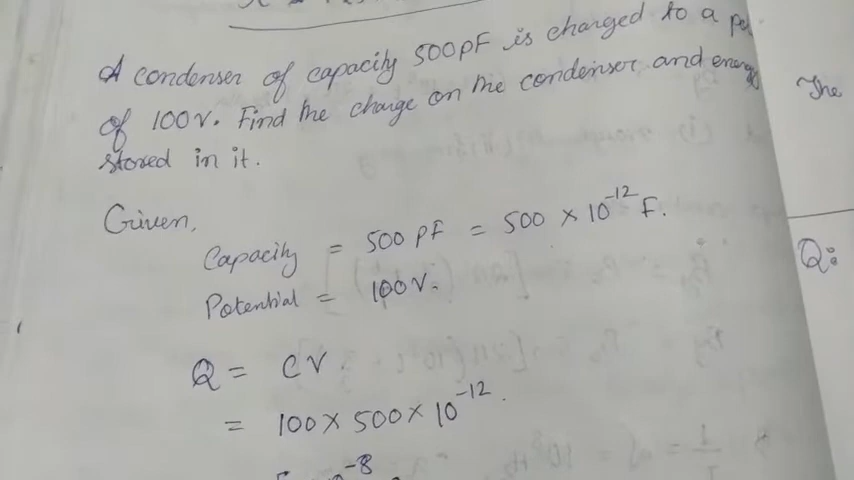 A condenser of capacity 500pF is charged to a
of 100V. Find the charge on the condenser and energy
stored in it.
Given,
Capacity = 500 pF = 500 × 10⁻¹² F.
Potential = 100V.
Q = CV.
= 100 × 500 × 10⁻¹².
The
Q: